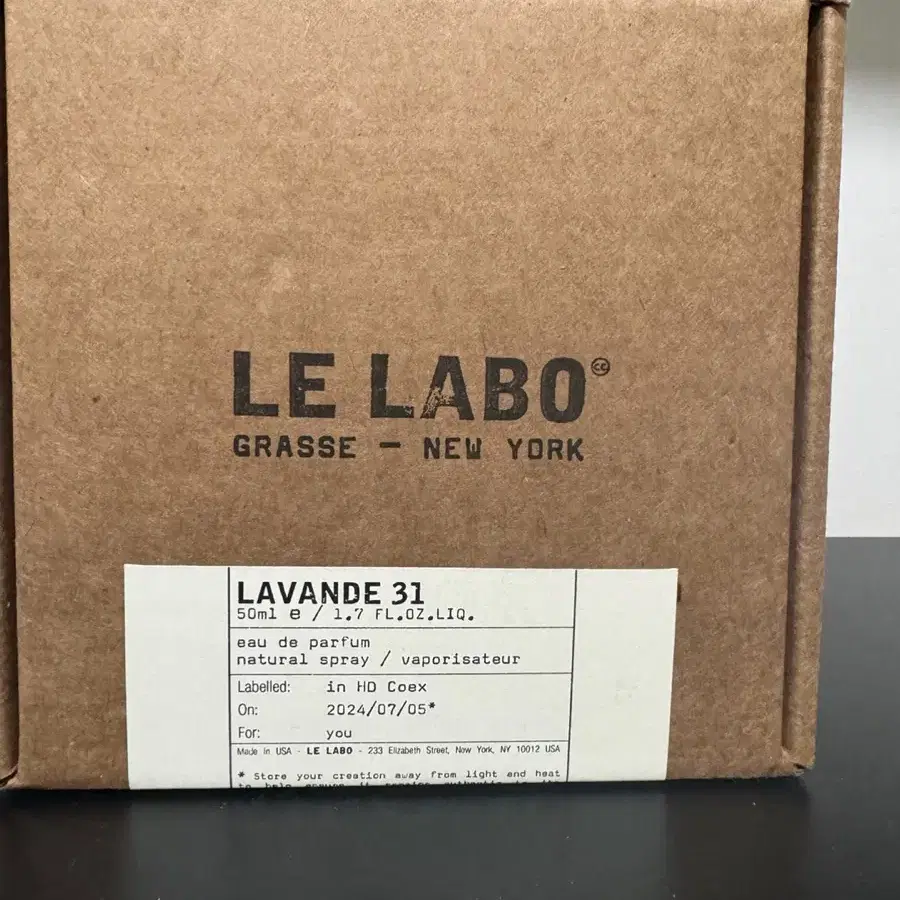 LE LABO
GRASSE — NEW YORK
LAVANDE 31
50ml e / 1.7 FL.OZ.LIQ.
eau de parfum
natural spray / vaporisateur
Labelled: in HD Coex
On: 2024/07/05*
For: you
Made in USA - LE LABO - 233 Elizabeth Street, New York, NY 10012 USA
* Store your creation away from light and heat